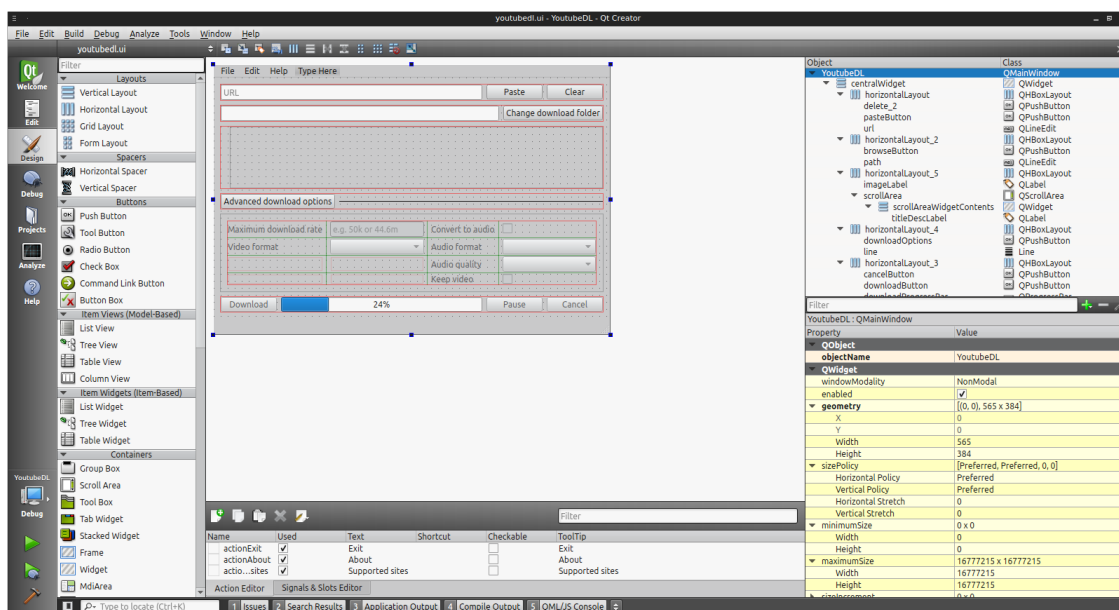 youtubedl.ui - YoutubeDL - Qt Creator
File Edit Build Debug Analyze Tools Window Help
youtubedl.ui
Welcome
Edit
Design
Debug
Projects
Analyze
Help
YoutubeDL
Debug
Filter
Layouts
Vertical Layout
Horizontal Layout
Grid Layout
Form Layout
Spacers
Horizontal Spacer
Vertical Spacer
Buttons
Push Button
Tool Button
Radio Button
Check Box
Command Link Button
Button Box
Item Views (Model-Based)
List View
Tree View
Table View
Column View
Item Widgets (Item-Based)
List Widget
Tree Widget
Table Widget
Containers
Group Box
Scroll Area
Tool Box
Tab Widget
Stacked Widget
Frame
Widget
MdiArea
File Edit Help Type Here
URL Paste Clear
Change download folder
Advanced download options
Maximum download rate e.g. 50k or 44.6m Convert to audio
Video format Audio format
Audio quality
Keep video
Download 24% Pause Cancel
Filter
Name Used Text Shortcut Checkable ToolTip
actionExit Exit Exit
actionAbout About About
actio...sites Supported sites Supported sites
Action Editor Signals & Slots Editor
Object Class
YoutubeDL QMainWindow
centralWidget QWidget
horizontalLayout QHBoxLayout
delete_2 QPushButton
pasteButton QPushButton
url QLineEdit
horizontalLayout_2 QHBoxLayout
browseButton QPushButton
path QLineEdit
horizontalLayout_5 QHBoxLayout
imageLabel QLabel
scrollArea QScrollArea
scrollAreaWidgetContents QWidget
titleDescLabel QLabel
horizontalLayout_4 QHBoxLayout
downloadOptions QPushButton
line Line
horizontalLayout_3 QHBoxLayout
cancelButton QPushButton
downloadButton QPushButton
downloadProgressBar QProgressBar
Filter
YoutubeDL : QMainWindow
Property Value
QObject
objectName YoutubeDL
QWidget
windowModality NonModal
enabled
geometry [(0, 0), 565 x 384]
X 0
Y 0
Width 565
Height 384
sizePolicy [Preferred, Preferred, 0, 0]
Horizontal Policy Preferred
Vertical Policy Preferred
Horizontal Stretch 0
Vertical Stretch 0
minimumSize 0 x 0
Width 0
Height 0
maximumSize 16777215 x 16777215
Width 16777215
Height 16777215
sizeIncrement 0 x 0
Type to locate (Ctrl+K) 1 Issues 2 Search Results 3 Application Output 4 Compile Output 5 QML/JS Console